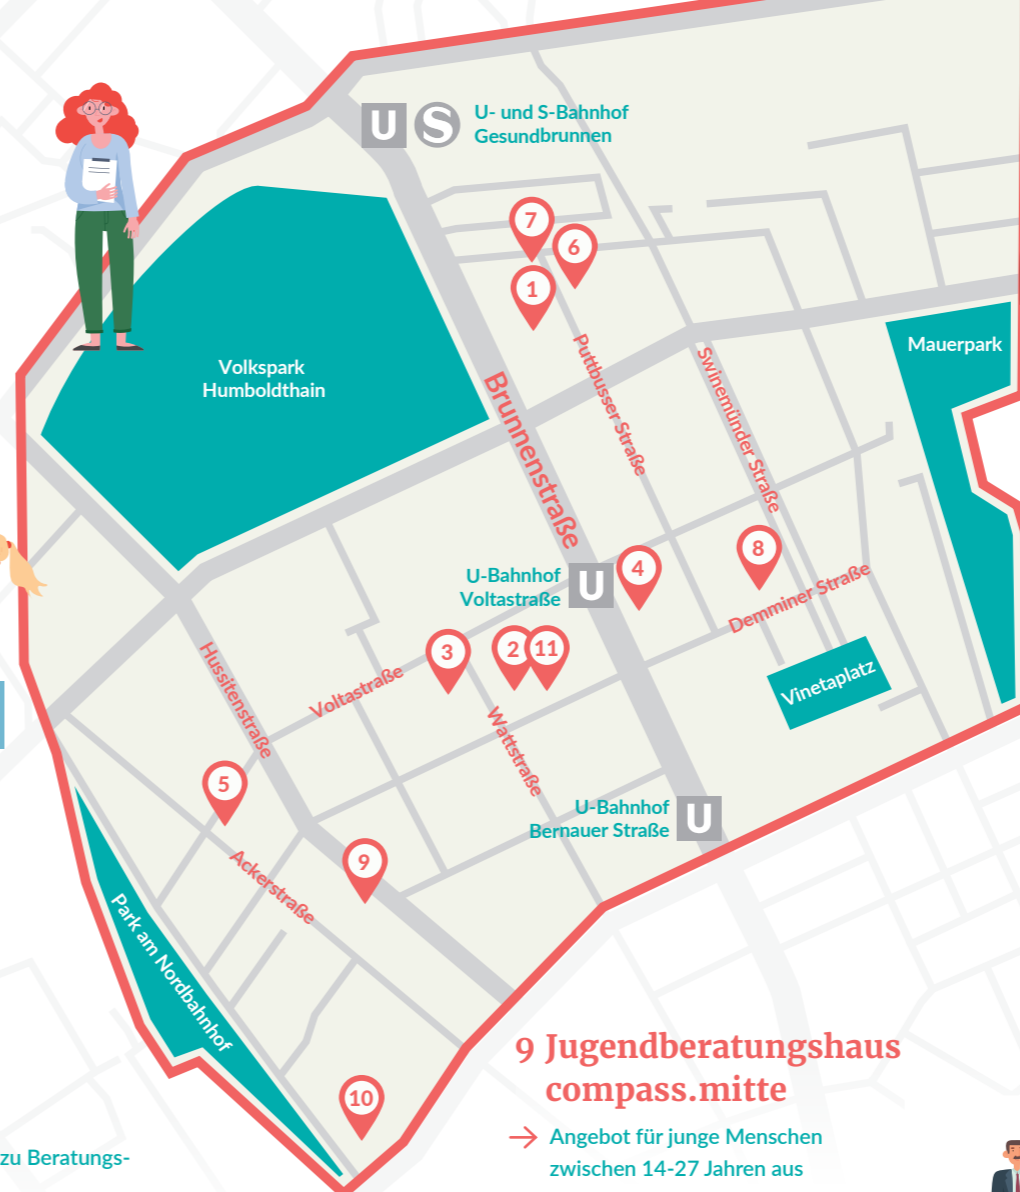 U S U- und S-Bahnhof
Gesundbrunnen
7
6
1
Volkspark
Humboldthain
Mauerpark
Brunnenstraße
Puttbusser Straße
Swinemünder Straße
U-Bahnhof
Voltastraße
U
4
8
Demminer Straße
3
2
11
Vinetaplatz
Hussitenstraße
Voltastraße
Wattstraße
5
U-Bahnhof
Bernauer Straße
U
9
Ackerstraße
Park am Nordbahnhof
10
9 Jugendberatungshaus
compass.mitte
→ Angebot für junge Menschen
zwischen 14-27 Jahren aus
zu Beratungs-